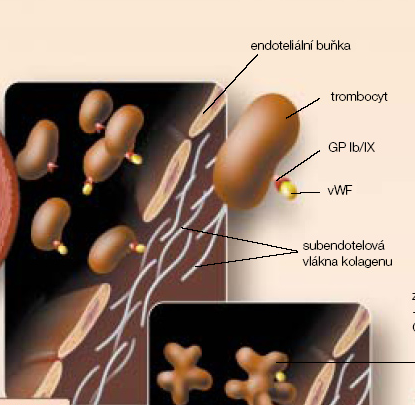 endoteliální buňka
trombocyt
GP Ib/IX
vWF
subendotelová
vlákna kolagenu